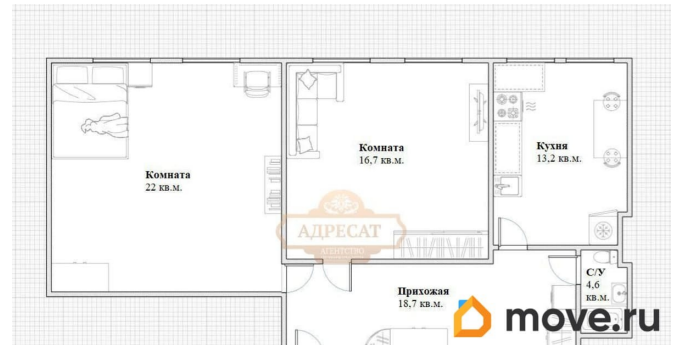 Комната
22 кв.м.
Комната
16,7 кв.м.
Кухня
13,2 кв.м.
АДРЕСАТ
АГЕНТСТВО
Прихожая
18,7 кв.м.
С/У
4,6
кв.м.
move.ru